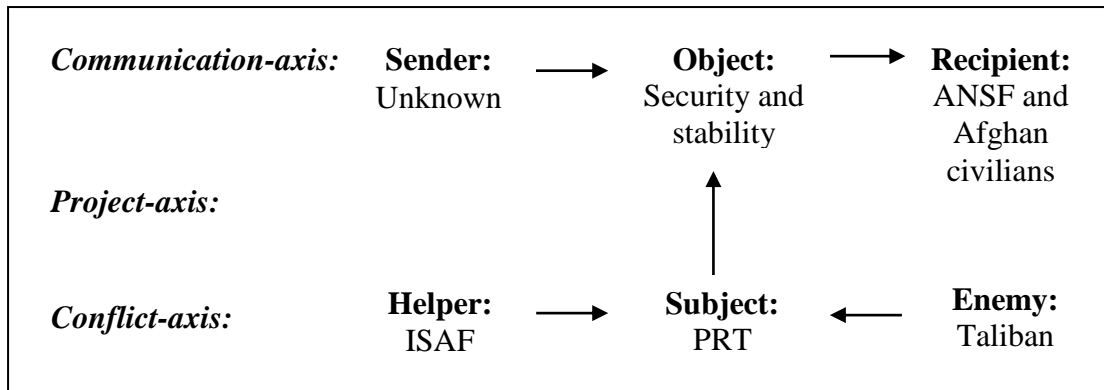 Communication-axis: Sender: Object: Recipient:
Unknown Security and ANSF and
stability Afghan
civilians
Project-axis:
Conflict-axis: Helper: Subject: Enemy:
ISAF PRT Taliban